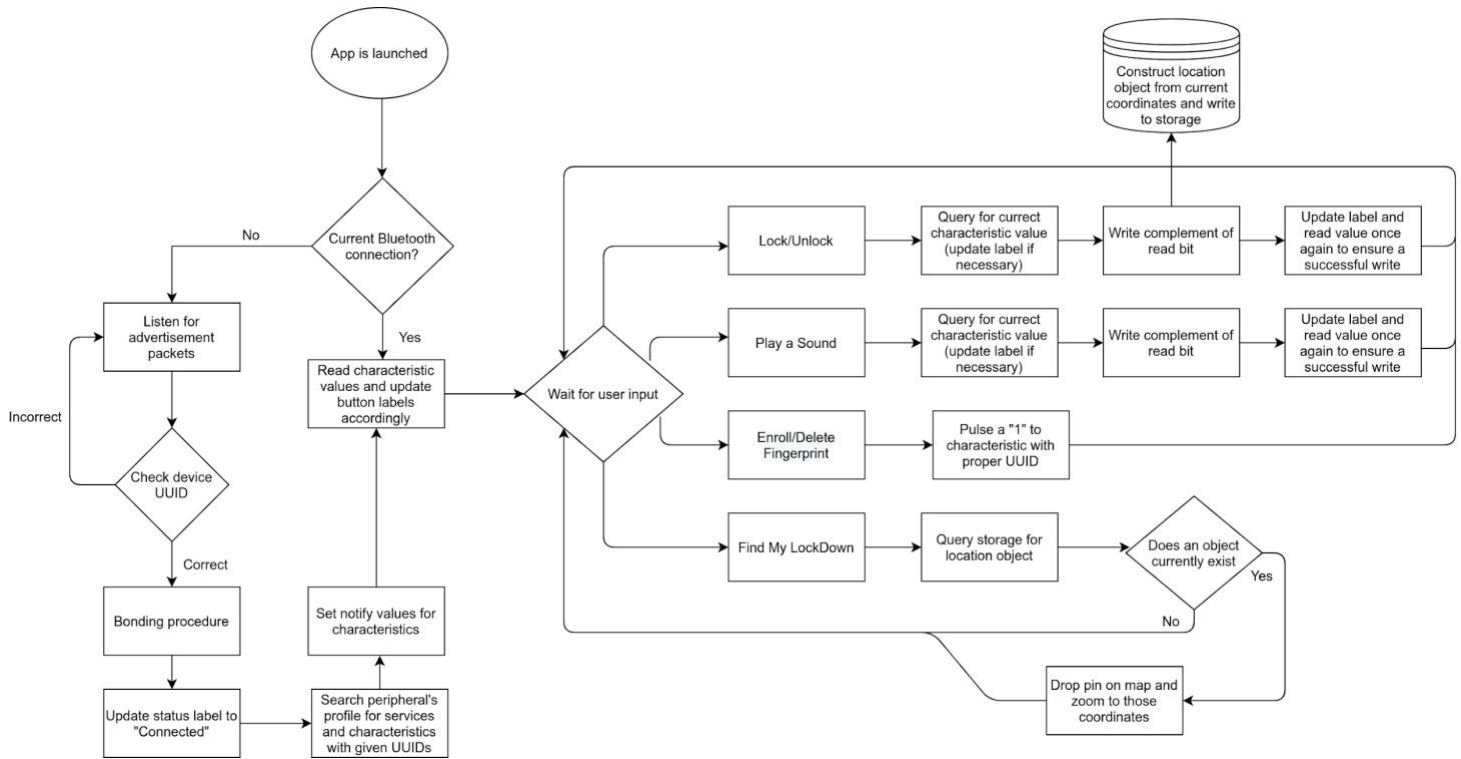 App is launched
Construct location
object from current
coordinates and write
to storage
No
Current Bluetooth
connection?
Yes
Listen for
advertisement
packets
Incorrect
Check device
UUID
Correct
Bonding procedure
Update status label to
"Connected"
Search peripheral's
profile for services
and characteristics
with given UUIDs
Set notify values for
characteristics
Read characteristic
values and update
button labels
accordingly
Wait for user input
Lock/Unlock
Query for currect
characteristic value
(update label if
necessary)
Write complement of
read bit
Update label and
read value once
again to ensure a
successful write
Play a Sound
Query for currect
characteristic value
(update label if
necessary)
Write complement of
read bit
Update label and
read value once
again to ensure a
successful write
Enroll/Delete
Fingerprint
Pulse a "1" to
characteristic with
proper UUID
Find My LockDown
Query storage for
location object
Does an object
currently exist
Yes
No
Drop pin on map and
zoom to those
coordinates